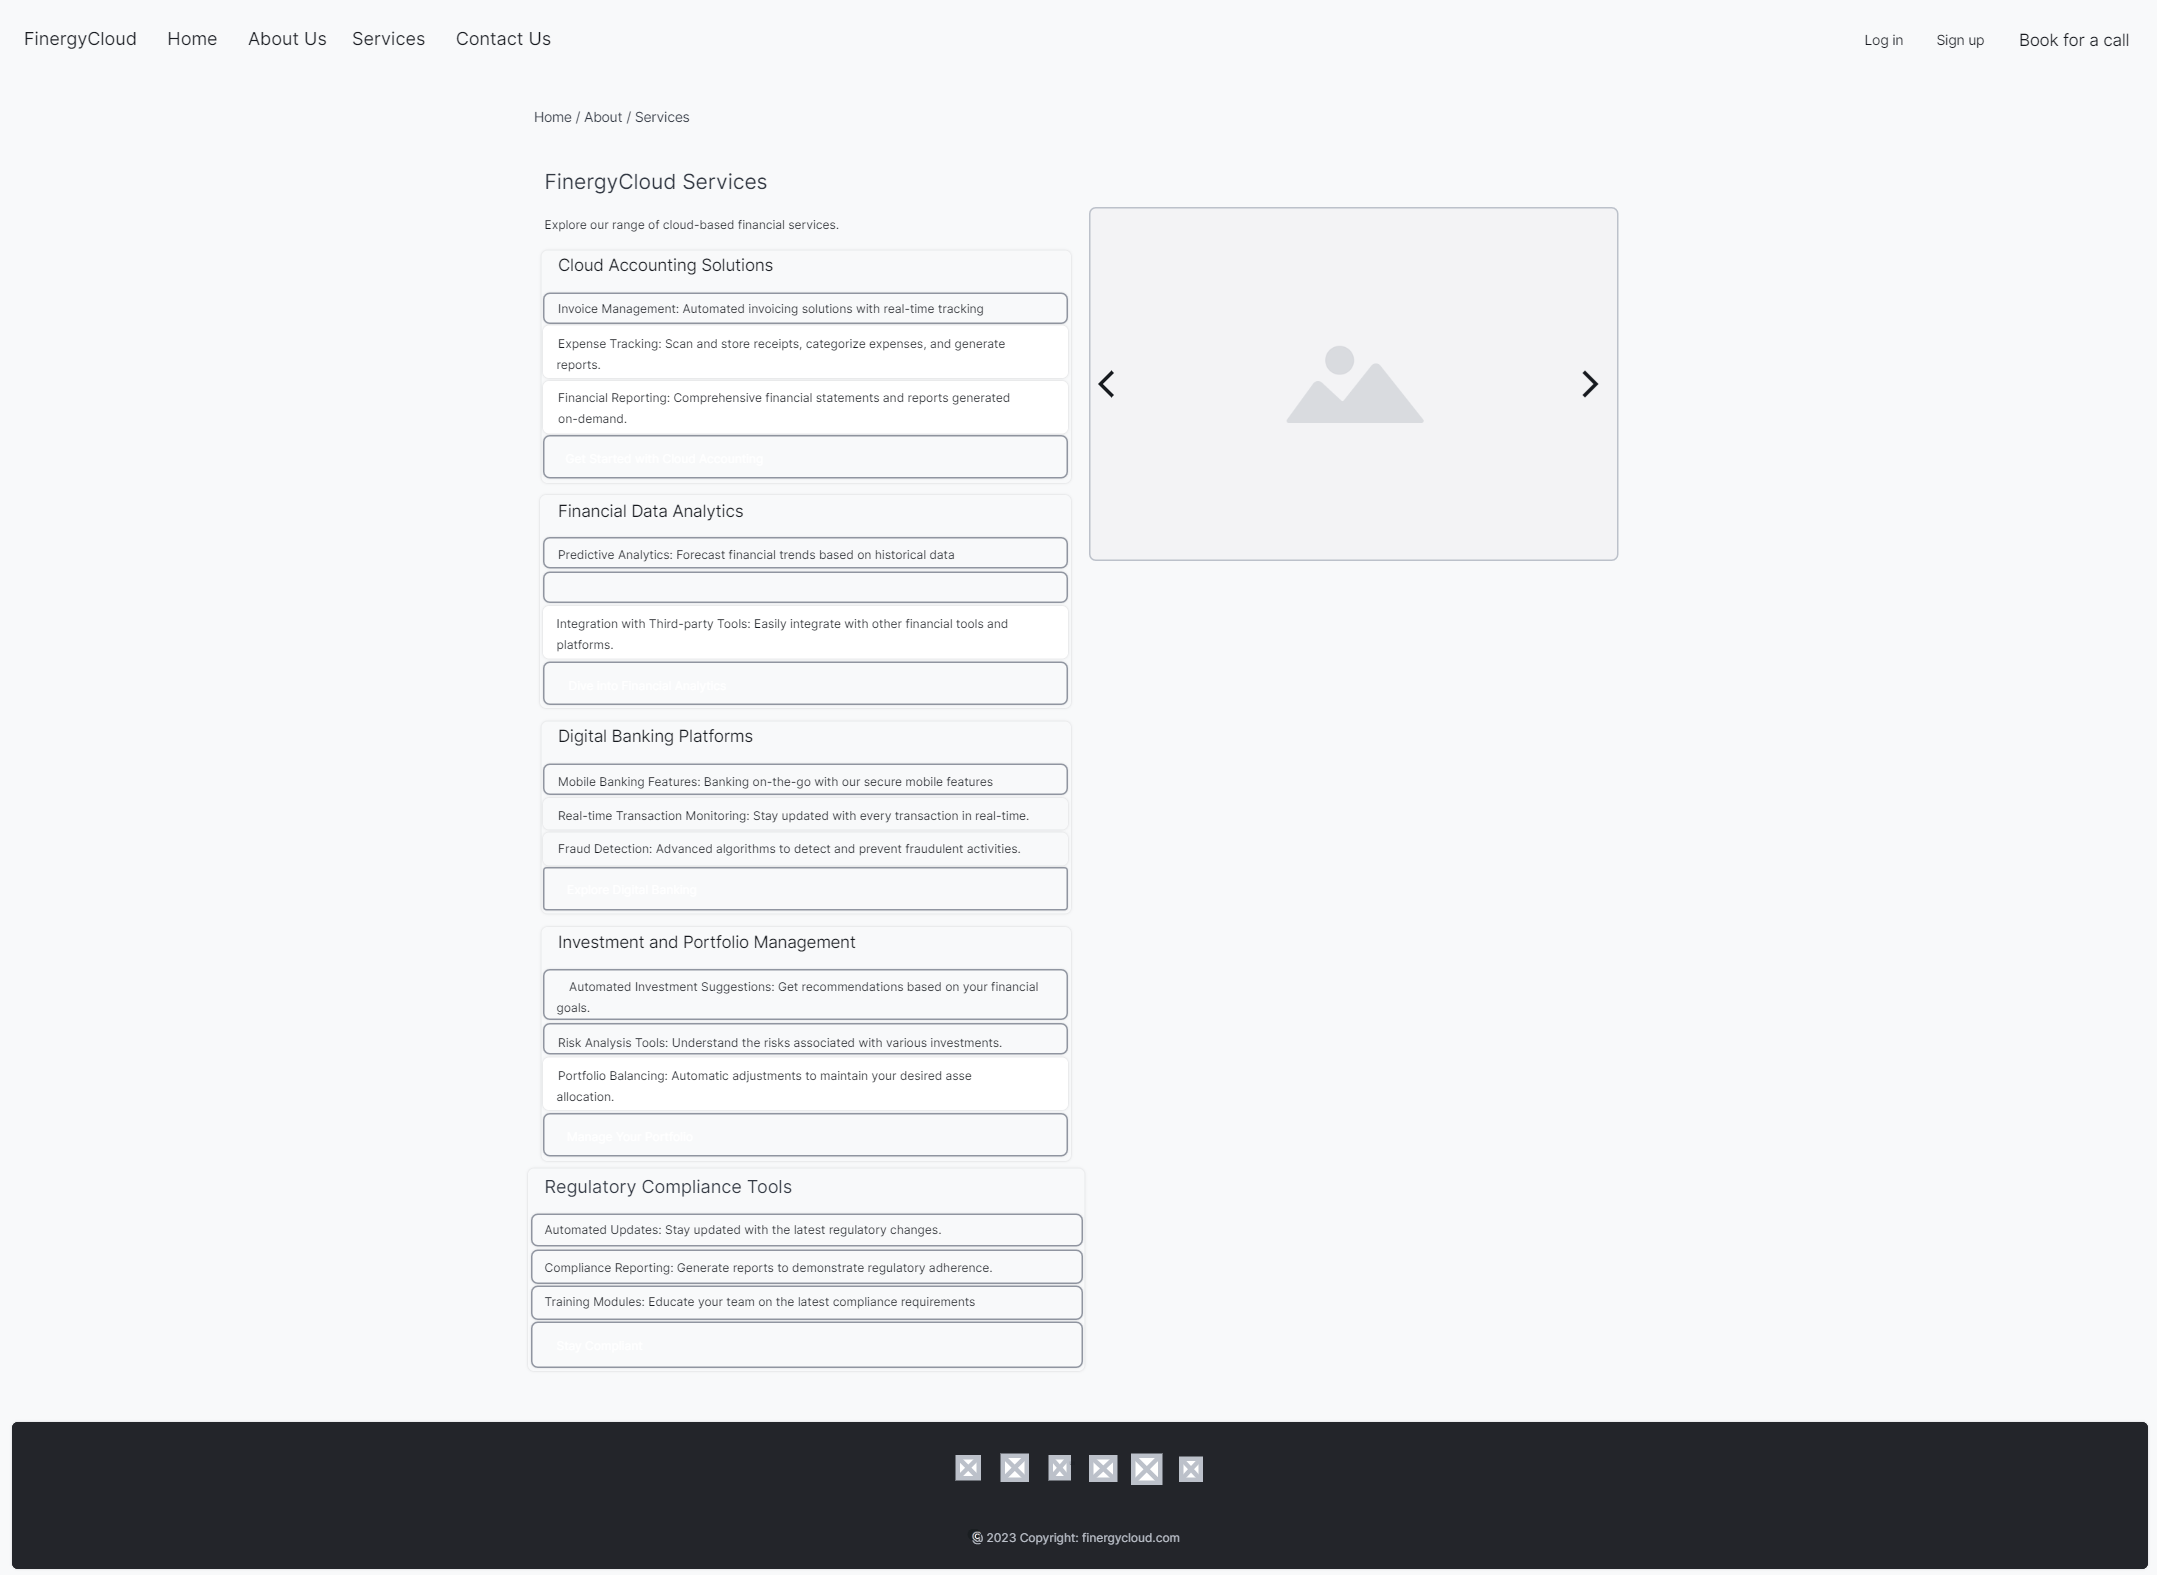 FinergyCloud Home About Us Services Contact Us Log in Sign up Book for a call
Home / About / Services
FinergyCloud Services
Explore our range of cloud-based financial services.
Cloud Accounting Solutions
Invoice Management: Automated invoicing solutions with real-time tracking
Expense Tracking: Scan and store receipts, categorize expenses, and generate
reports.
Financial Reporting: Comprehensive financial statements and reports generated
on-demand.
Get Started with Cloud Accounting
Financial Data Analytics
Predictive Analytics: Forecast financial trends based on historical data
Integration with Third-party Tools: Easily integrate with other financial tools and
platforms.
Dive into Financial Analytics
Digital Banking Platforms
Mobile Banking Features: Banking on-the-go with our secure mobile features
Real-time Transaction Monitoring: Stay updated with every transaction in real-time.
Fraud Detection: Advanced algorithms to detect and prevent fraudulent activities.
Explore Digital Banking
Investment and Portfolio Management
Automated Investment Suggestions: Get recommendations based on your financial
goals.
Risk Analysis Tools: Understand the risks associated with various investments.
Portfolio Balancing: Automatic adjustments to maintain your desired asse
allocation.
Manage Your Portfolio
Regulatory Compliance Tools
Automated Updates: Stay updated with the latest regulatory changes.
Compliance Reporting: Generate reports to demonstrate regulatory adherence.
Training Modules: Educate your team on the latest compliance requirements
Stay Compliant
© 2023 Copyright: finergycloud.com